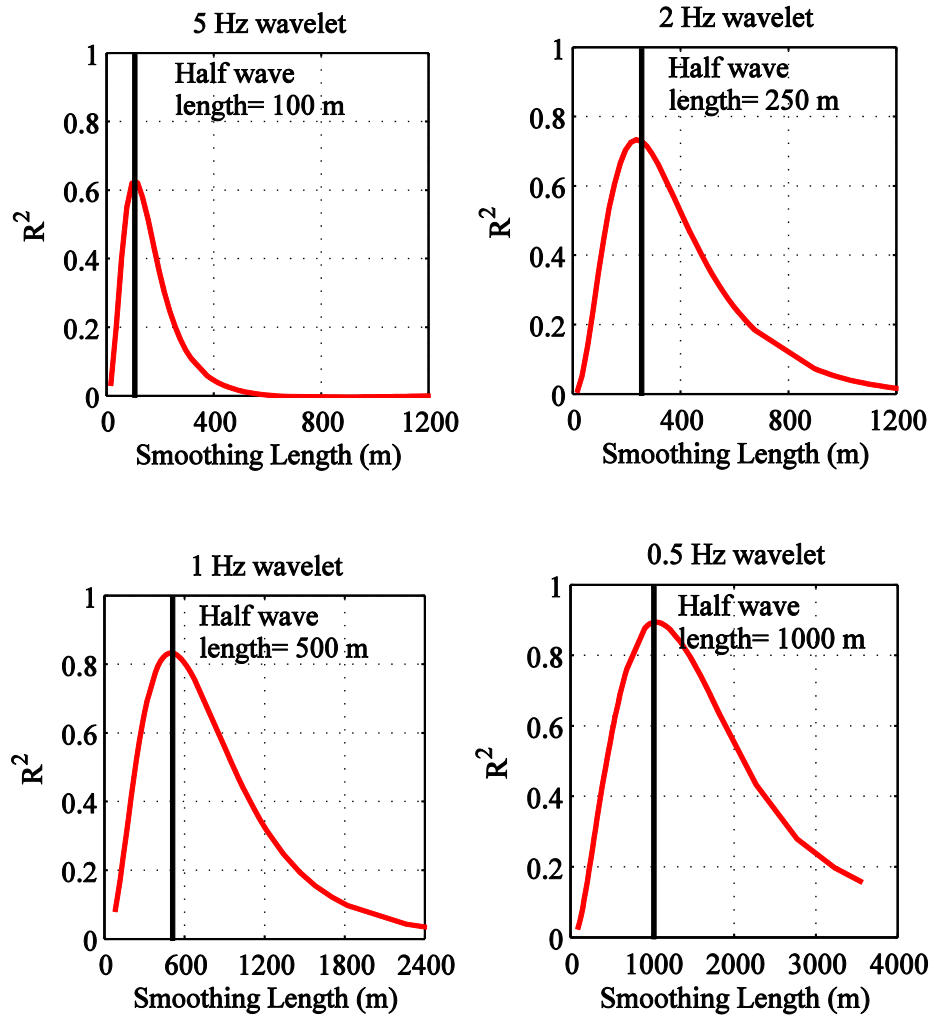 5 Hz wavelet
Half wave
length= 100 m
1
0.8
0.6
0.4
0.2
0
R²
0 400 800 1200
Smoothing Length (m)
2 Hz wavelet
Half wave
length= 250 m
1
0.8
0.6
0.4
0.2
0
R²
0 400 800 1200
Smoothing Length (m)
1 Hz wavelet
Half wave
length= 500 m
1
0.8
0.6
0.4
0.2
0
R²
0 600 1200 1800 2400
Smoothing Length (m)
0.5 Hz wavelet
Half wave
length= 1000 m
1
0.8
0.6
0.4
0.2
0
R²
0 1000 2000 3000 4000
Smoothing Length (m)